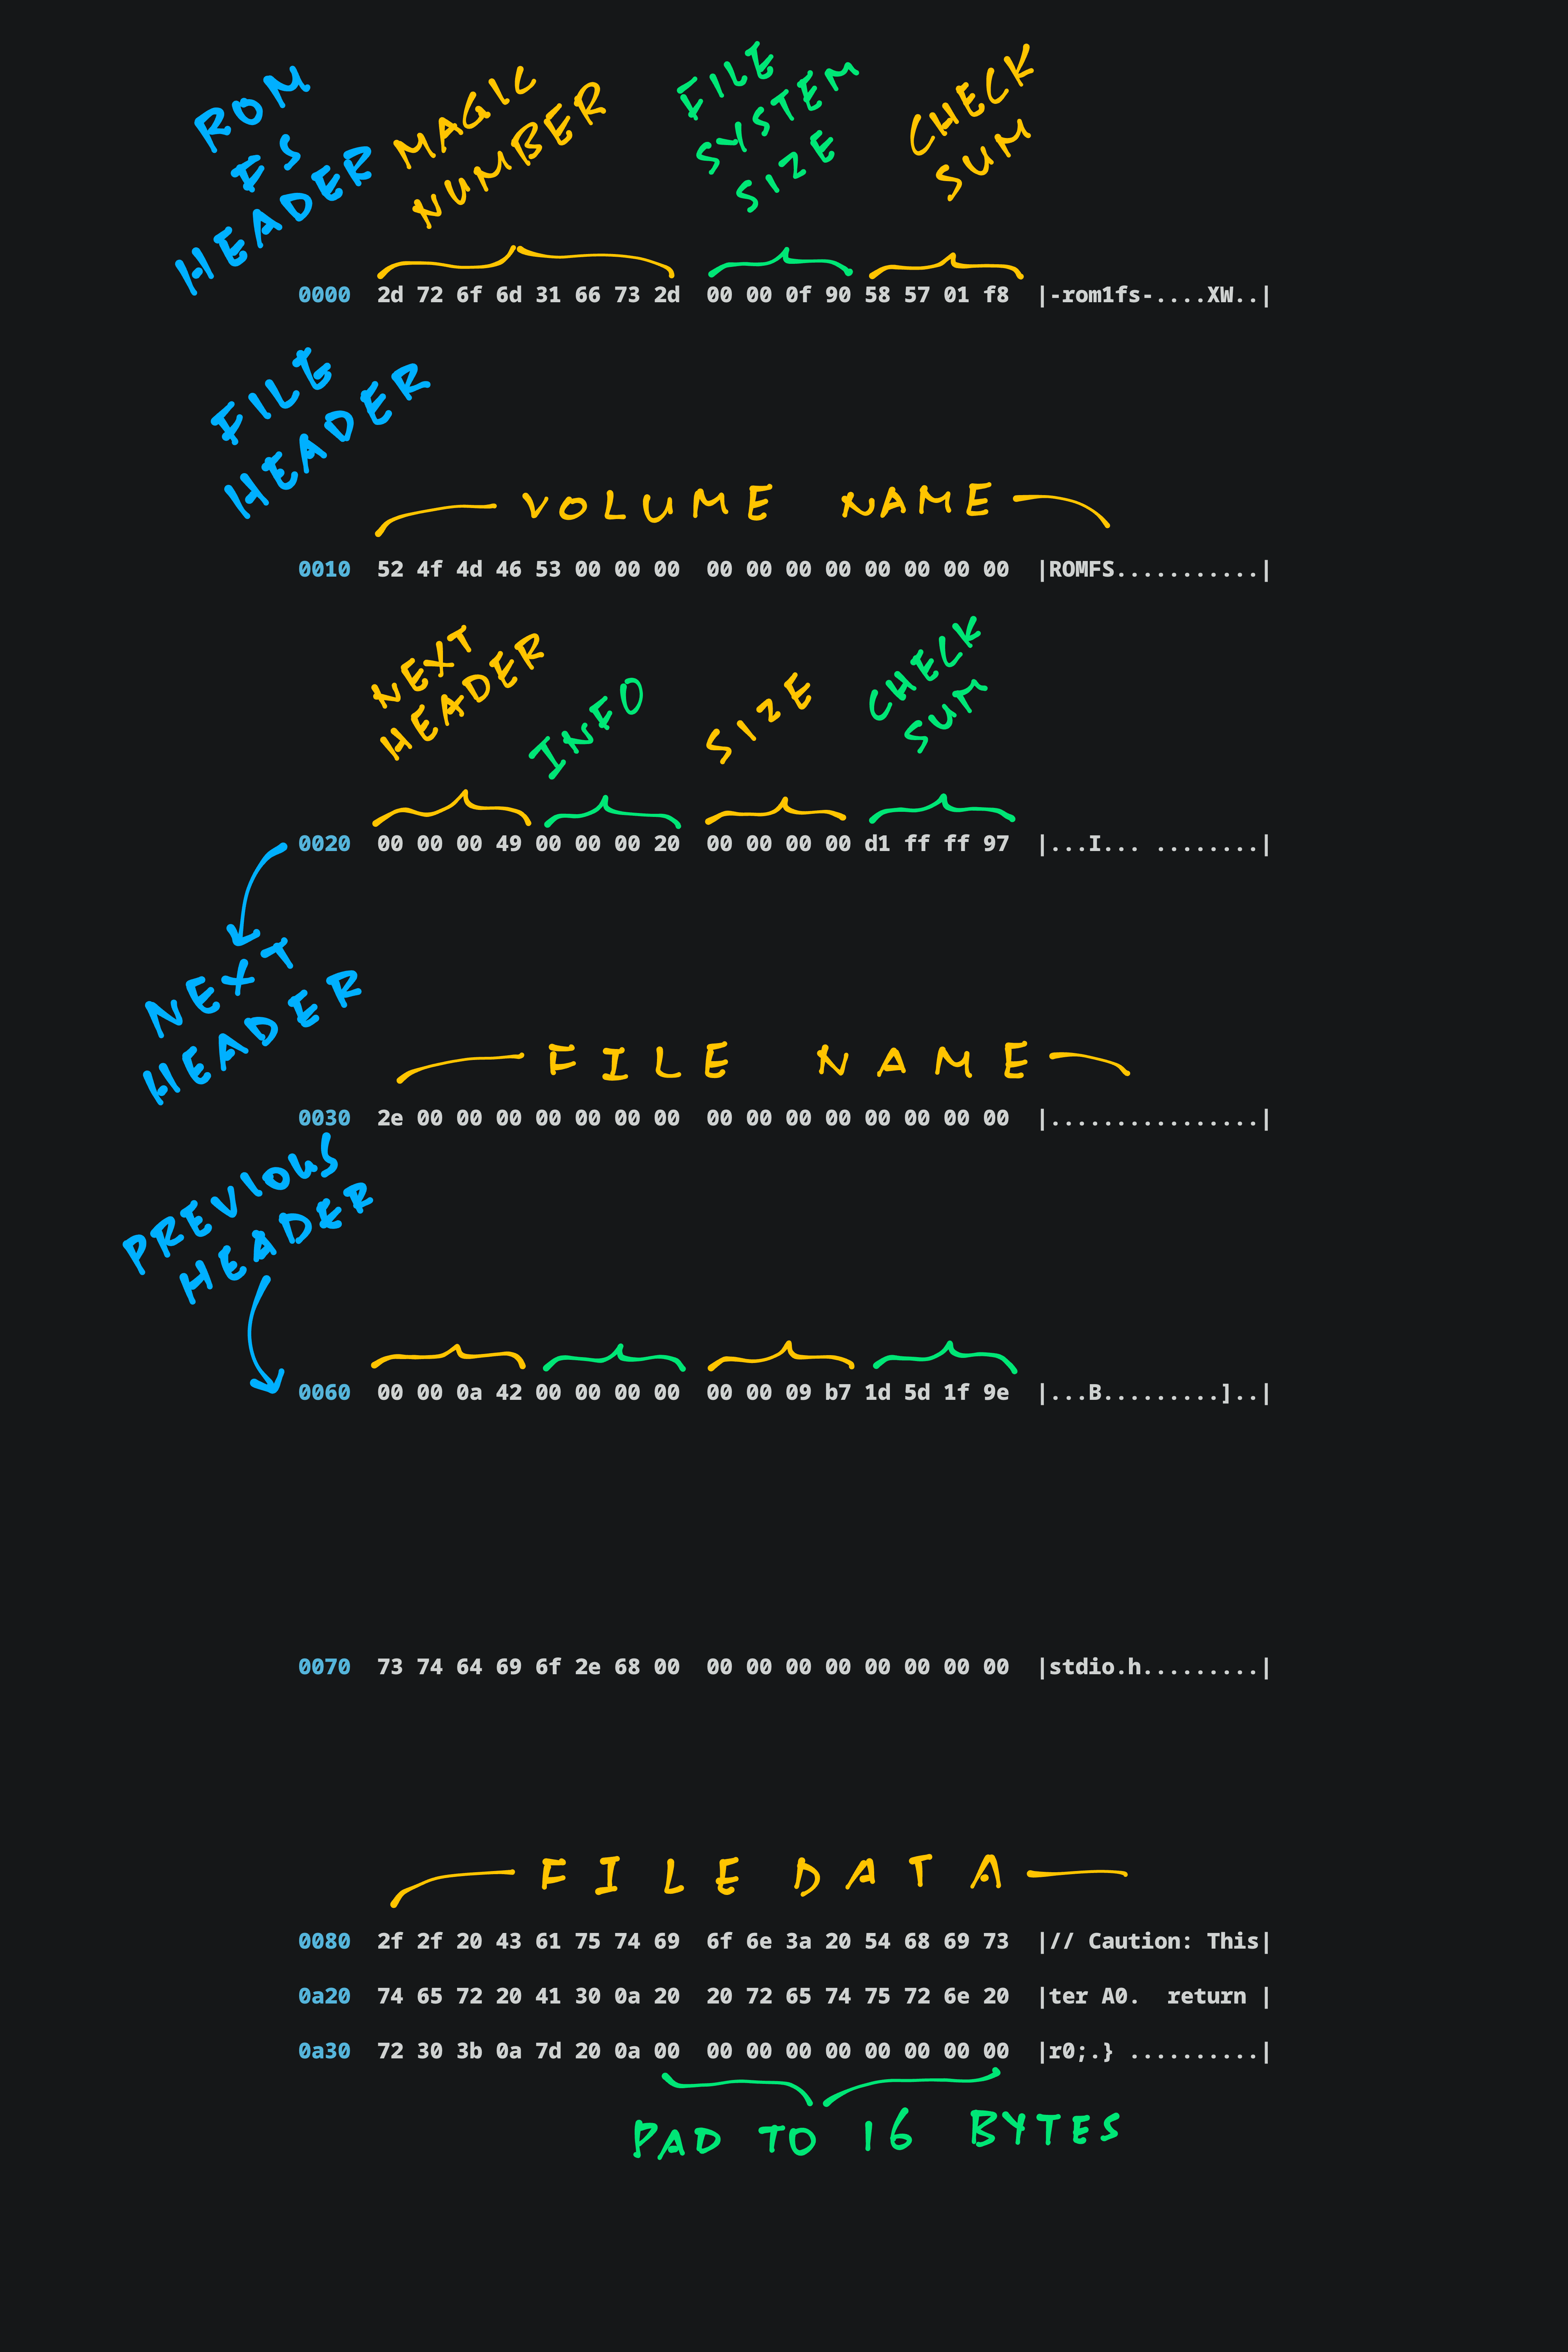 ROM
FS
HEADER
MAGIC
NUMBER
FILE
SYSTEM
SIZE
CHECK
SUM
0000 2d 72 6f 6d 31 66 73 2d 00 00 0f 90 58 57 01 f8 |-rom1fs-....XW..|
FILE
HEADER
VOLUME NAME
0010 52 4f 4d 46 53 00 00 00 00 00 00 00 00 00 00 00 |ROMFS...........|
NEXT
HEADER
INFO
SIZE
CHECK
SUM
0020 00 00 00 49 00 00 00 20 00 00 00 00 d1 ff ff 97 |...I... ........|
NEXT
HEADER
FILE NAME
0030 2e 00 00 00 00 00 00 00 00 00 00 00 00 00 00 00 |................|
PREVIOUS
HEADER
0060 00 00 0a 42 00 00 00 00 00 00 09 b7 1d 5d 1f 9e |...B.........]..|
0070 73 74 64 69 6f 2e 68 00 00 00 00 00 00 00 00 00 |stdio.h.........|
FILE DATA
0080 2f 2f 20 43 61 75 74 69 6f 6e 3a 20 54 68 69 73 |// Caution: This|
0a20 74 65 72 20 41 30 0a 20 20 72 65 74 75 72 6e 20 |ter A0.  return |
0a30 72 30 3b 0a 7d 20 0a 00 00 00 00 00 00 00 00 00 |r0;.} ..........|
PAD TO 16 BYTES